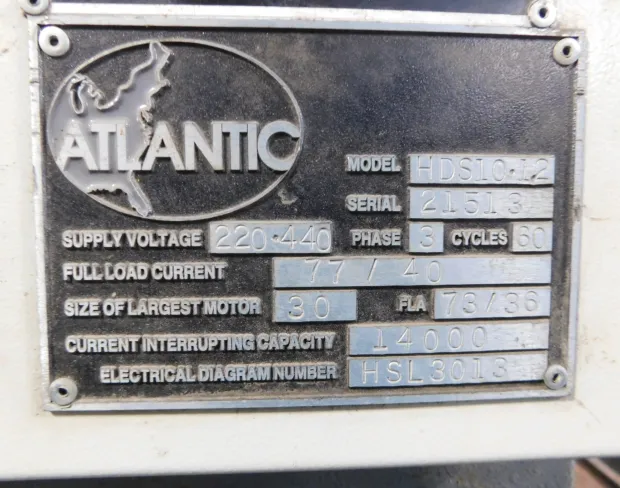 ATLANTIC
MODEL HDS10·12
SERIAL 21513
SUPPLY VOLTAGE 220·440 PHASE 3 CYCLES 60
FULL LOAD CURRENT 77 / 40
SIZE OF LARGEST MOTOR 30 FLA 73/36
CURRENT INTERRUPTING CAPACITY 14000
ELECTRICAL DIAGRAM NUMBER HSL3013